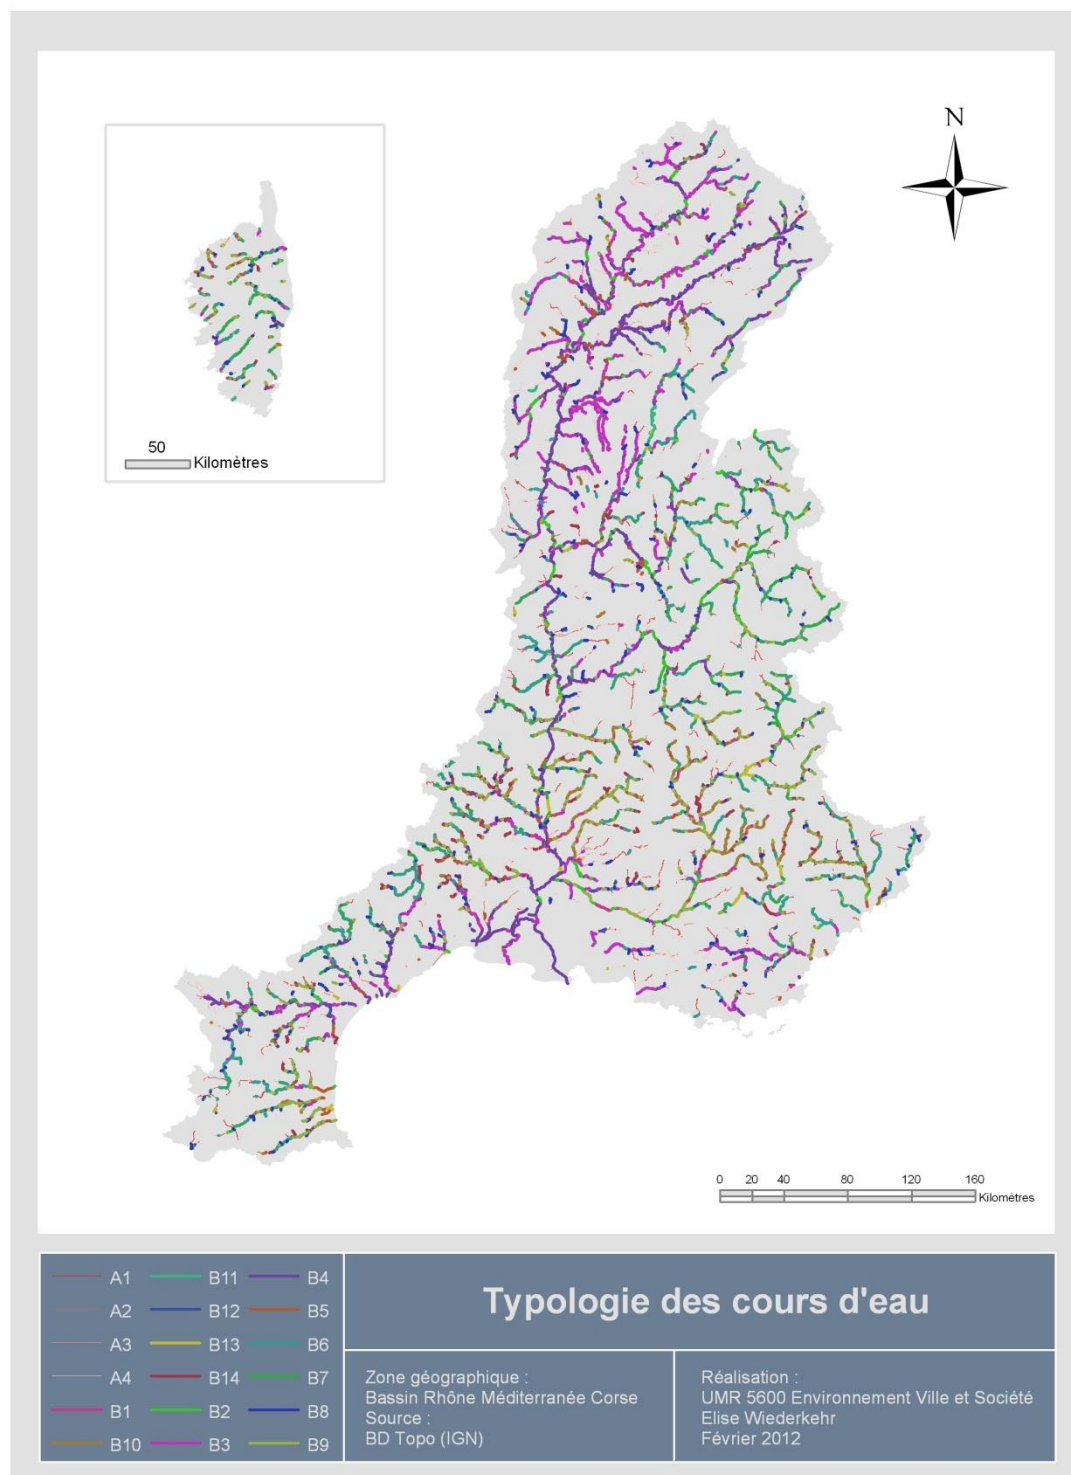 N
50
Kilomètres
0 20 40 80 120 160
Kilométres
A1 B11 B4
A2 B12 B5
A3 B13 B6
A4 B14 B7
B1 B2 B8
B10 B3 B9
Typologie des cours d'eau
Zone géographique :
Bassin Rhône Méditerranée Corse
Source :
BD Topo (IGN)
Réalisation :
UMR 5600 Environnement Ville et Société
Elise Wiederkehr
Février 2012